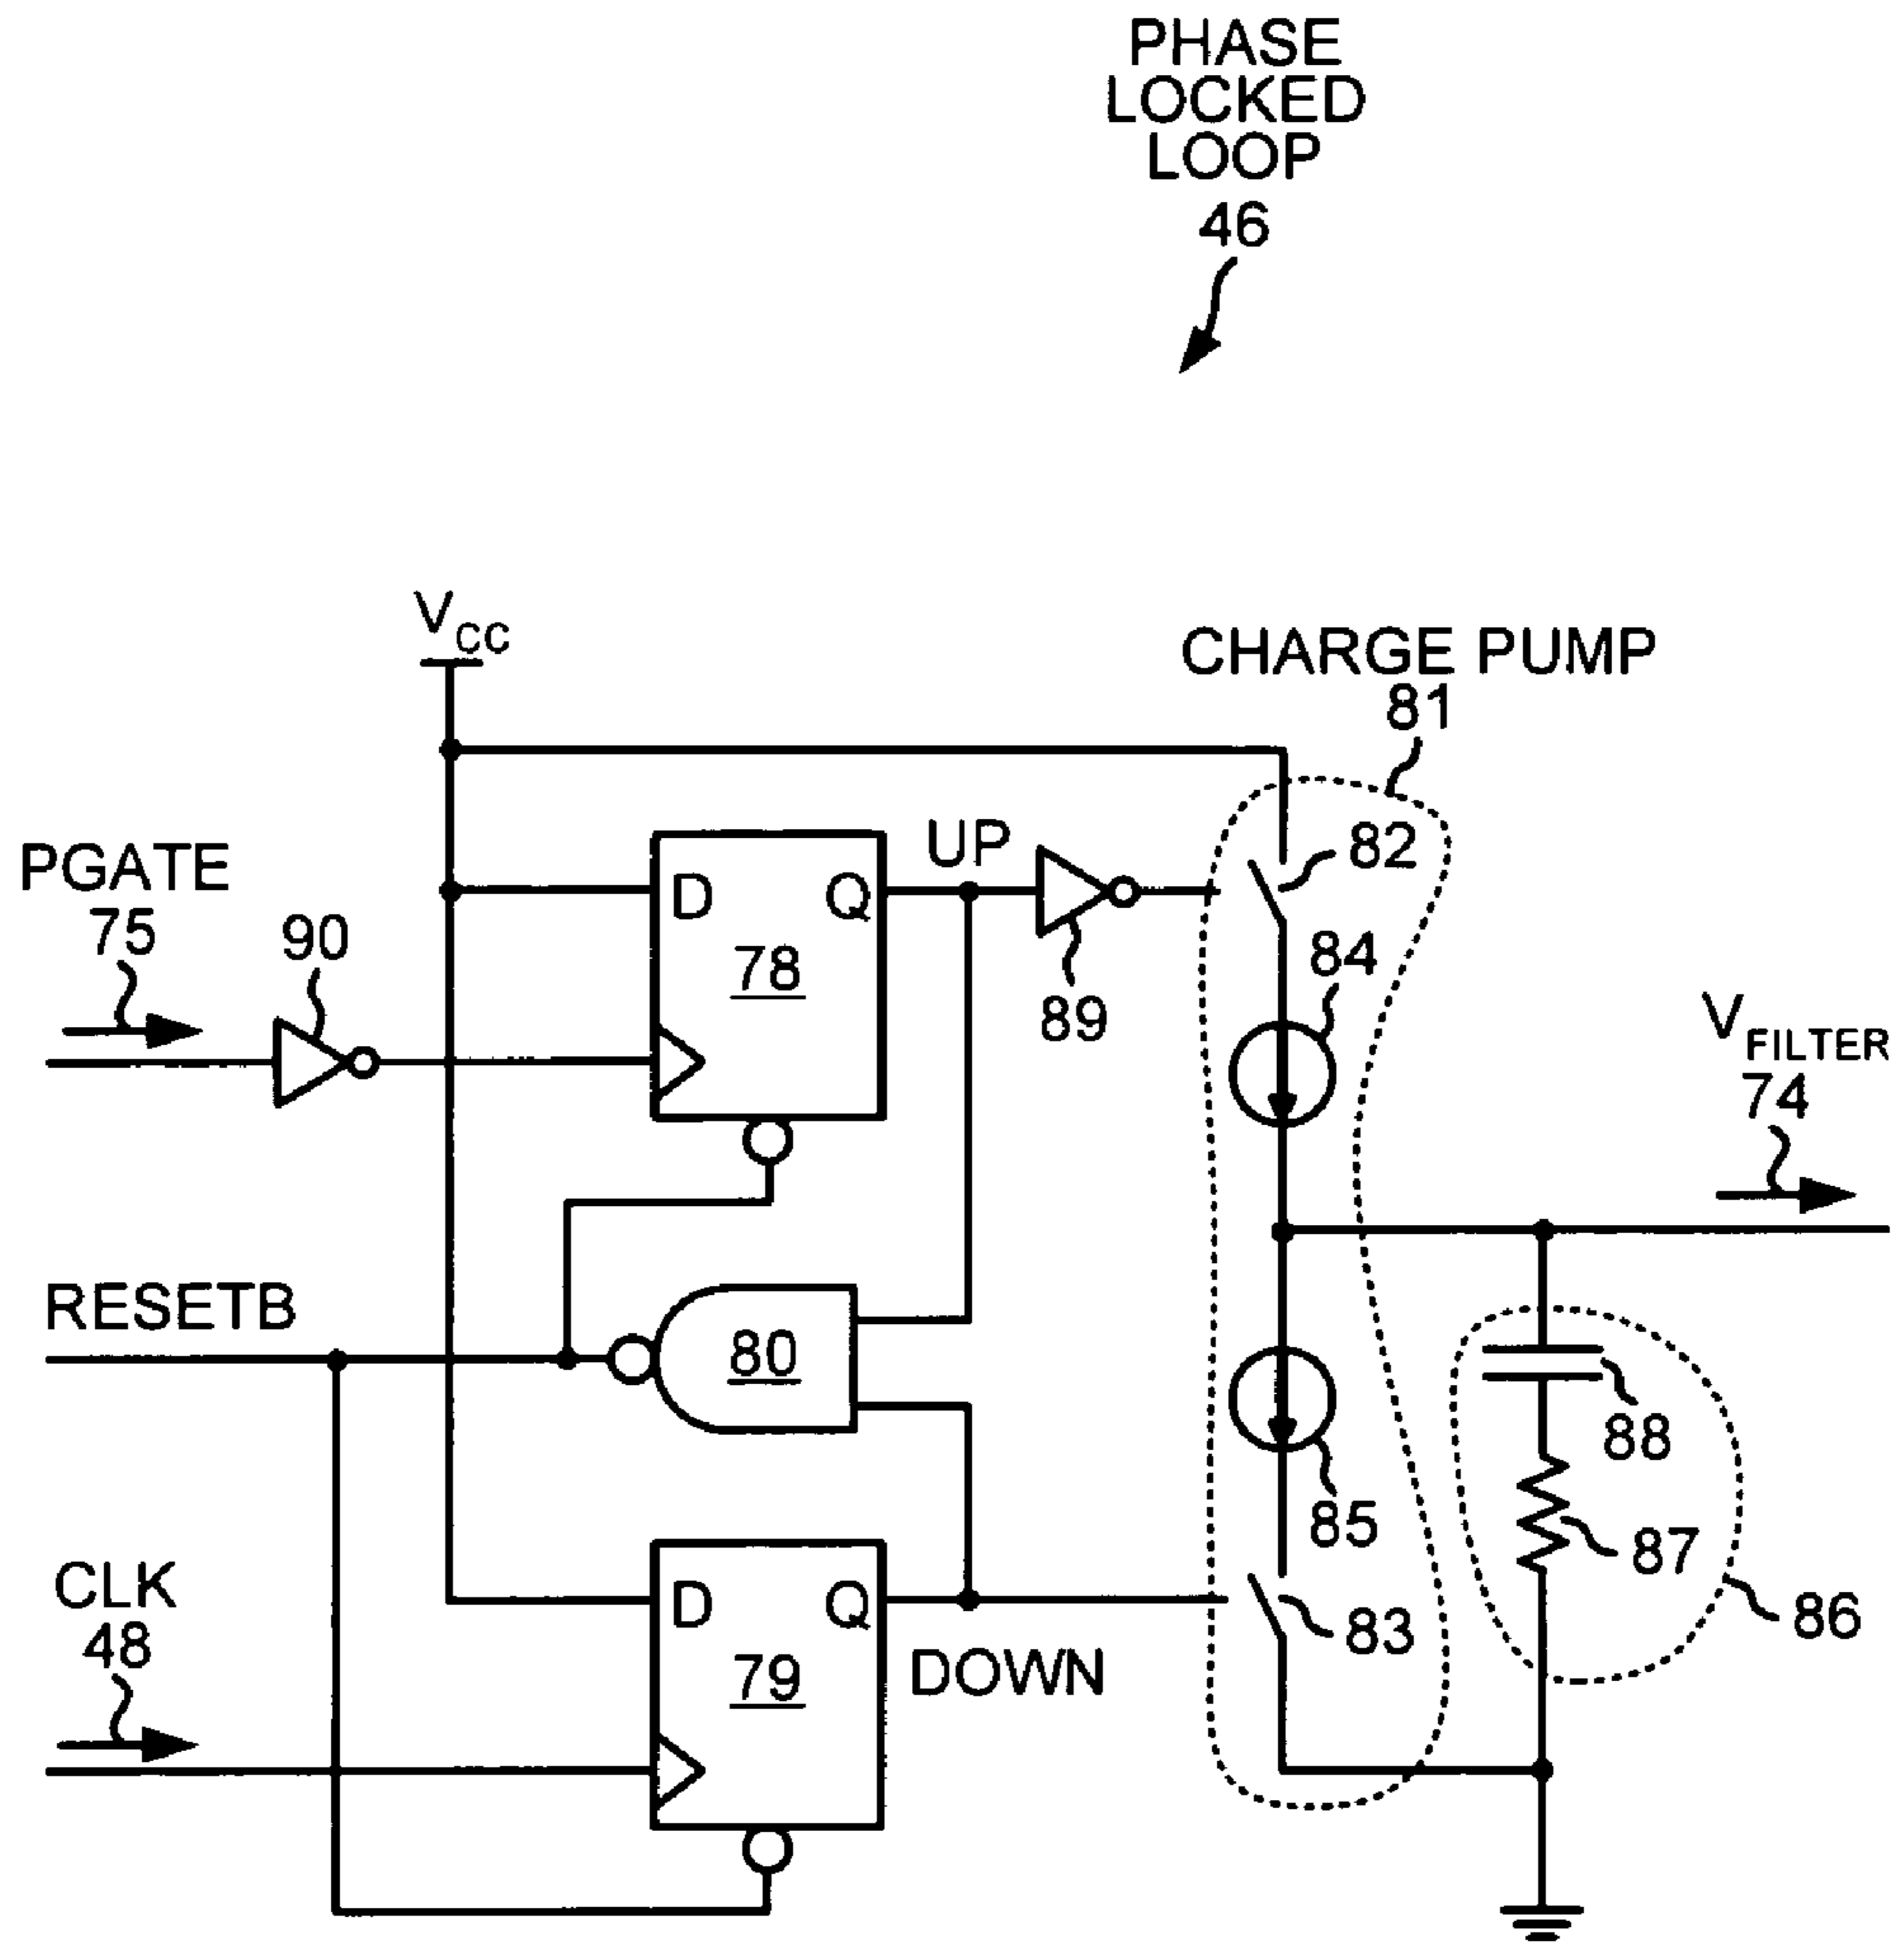 PHASE
LOCKED
LOOP
46
VCC
CHARGE PUMP
81
PGATE
75
90
D
Q
78
UP
89
82
84
VFILTER
74
RESETB
80
88
85
87
86
CLK
48
D
Q
79
DOWN
83